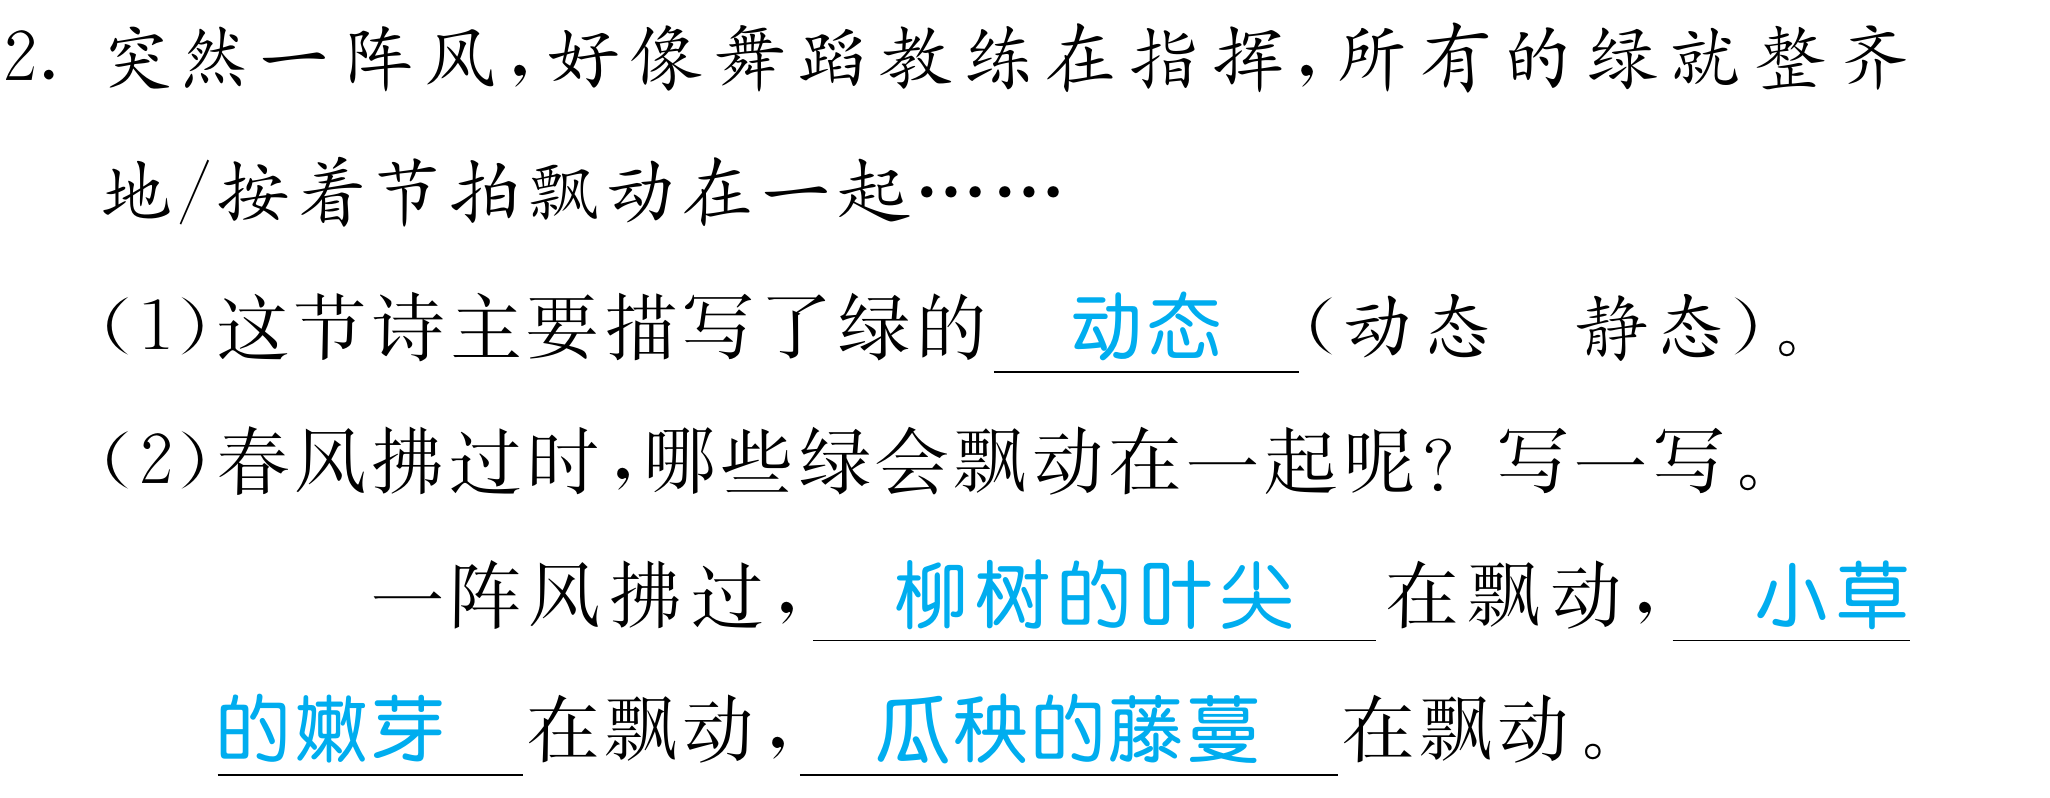 2. 突然一阵风，好像舞蹈教练在指挥，所有的绿就整齐
地/按着节拍飘动在一起……
（1）这节诗主要描写了绿的 动态 （动态 静态）。
（2）春风拂过时，哪些绿会飘动在一起呢？写一写。
一阵风拂过， 柳树的叶尖 在飘动， 小草
的嫩芽 在飘动， 瓜秧的藤蔓 在飘动。